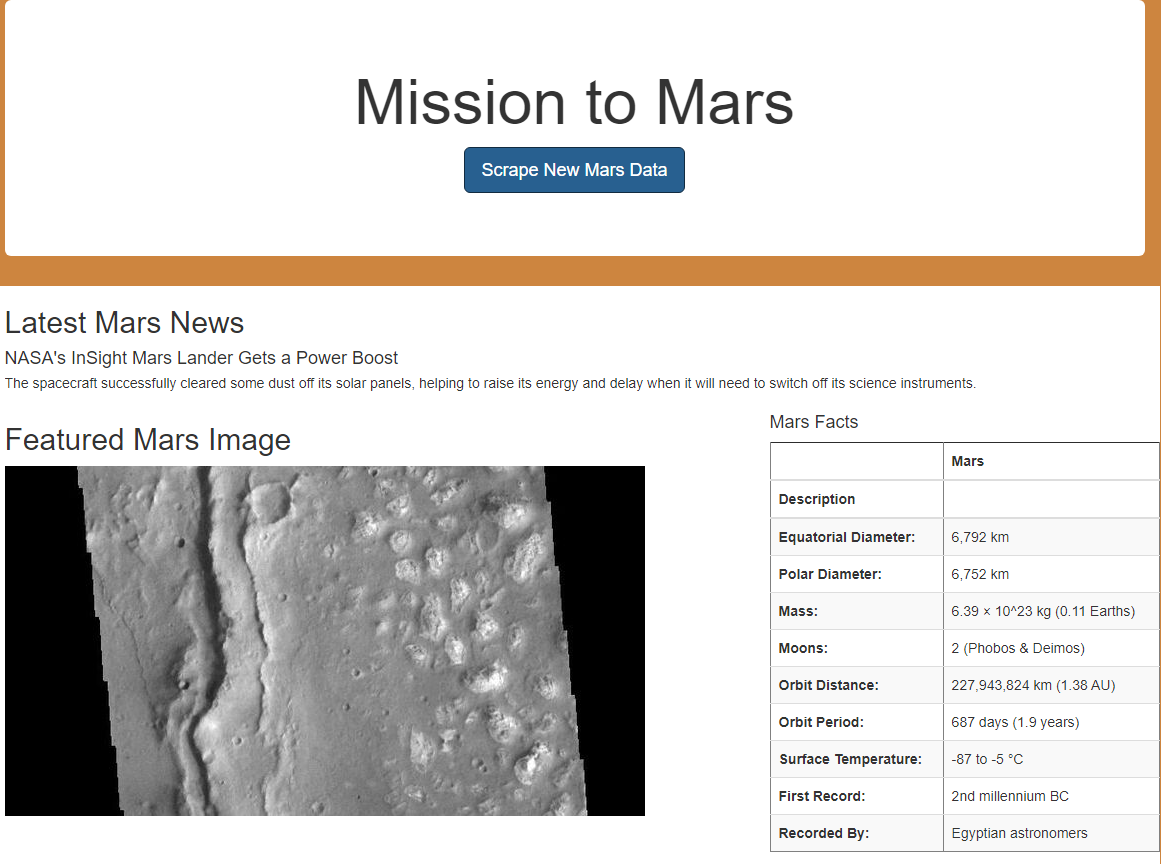 Mission to Mars
Scrape New Mars Data
Latest Mars News
NASA's InSight Mars Lander Gets a Power Boost
The spacecraft successfully cleared some dust off its solar panels, helping to raise its energy and delay when it will need to switch off its science instruments.
Featured Mars Image
Mars Facts
Mars
Description
Equatorial Diameter: 6,792 km
Polar Diameter: 6,752 km
Mass: 6.39 × 10^23 kg (0.11 Earths)
Moons: 2 (Phobos & Deimos)
Orbit Distance: 227,943,824 km (1.38 AU)
Orbit Period: 687 days (1.9 years)
Surface Temperature: -87 to -5 °C
First Record: 2nd millennium BC
Recorded By: Egyptian astronomers